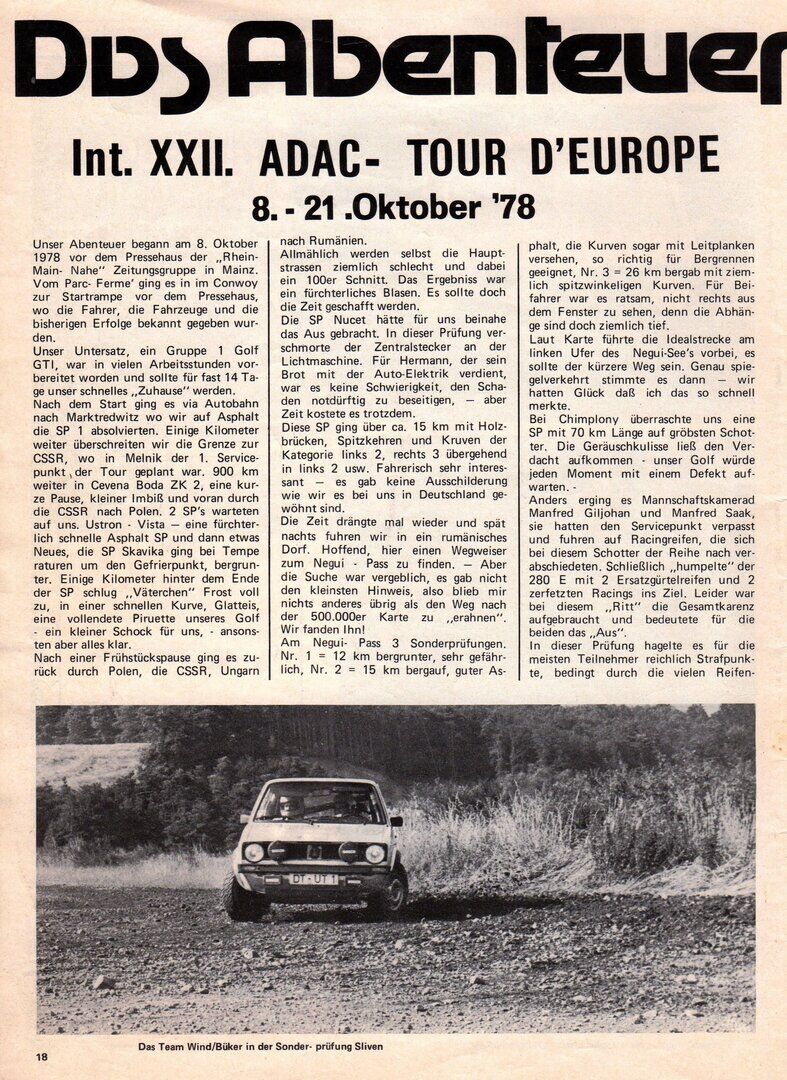 Das Abenteuer
Int. XXII. ADAC- TOUR D'EUROPE
8. - 21 .Oktober '78
Unser Abenteuer begann am 8. Oktober
1978 vor dem Pressehaus der „Rhein-
Main- Nahe" Zeitungsgruppe in Mainz.
Vom Parc- Ferme' ging es in im Conwoy
zur Startrampe vor dem Pressehaus,
wo die Fahrer, die Fahrzeuge und die
bisherigen Erfolge bekannt gegeben wur-
den.
Unser Untersatz, ein Gruppe 1 Golf
GTI, war in vielen Arbeitsstunden vor-
bereitet worden und sollte für fast 14 Ta-
ge unser schnelles „Zuhause" werden.
Nach dem Start ging es via Autobahn
nach Marktredwitz wo wir auf Asphalt
die SP 1 absolvierten. Einige Kilometer
weiter überschreiten wir die Grenze zur
CSSR, wo in Melnik der 1. Service-
punkt der Tour geplant war. 900 km
weiter in Cevena Boda ZK 2, eine kur-
ze Pause, kleiner Imbiß und voran durch
die CSSR nach Polen. 2 SP's warteten
auf uns. Ustron - Vista — eine fürchter-
lich schnelle Asphalt SP und dann etwas
Neues, die SP Skavika ging bei Tempe
raturen um den Gefrierpunkt, bergrun-
ter. Einige Kilometer hinter dem Ende
der SP schlug „Väterchen" Frost voll
zu, in einer schnellen Kurve, Glatteis,
eine vollendete Piruette unseres Golf
- ein kleiner Schock für uns, - ansons-
ten aber alles klar.
Nach einer Frühstückspause ging es zu-
rück durch Polen, die CSSR, Ungarn
nach Rumänien.
Allmählich werden selbst die Haupt-
strassen ziemlich schlecht und dabei
ein 100er Schnitt. Das Ergebnis war
ein fürchterliches Blasen. Es sollte doch
die Zeit geschafft werden.
Die SP Nucet hätte für uns beinahe
das Aus gebracht. In dieser Prüfung ver-
schmorte der Zentralstecker an der
Lichtmaschine. Für Hermann, der sein
Brot mit der Auto-Elektrik verdient,
war es keine Schwierigkeit, den Scha-
den notdürftig zu beseitigen, — aber
Zeit kostete es trotzdem.
Diese SP ging über ca. 15 km mit Holz-
brücken, Spitzkehren und Kruven der
Kategorie links 2, rechts 3 übergehend
in links 2 usw. Fahrerisch sehr interes-
sant — es gab keine Ausschilderung
wie wir es bei uns in Deutschland ge-
wöhnt sind.
Die Zeit drängte mal wieder und spät
nachts fuhren wir in ein rumänisches
Dorf. Hoffend, hier einen Wegweiser
zum Negui - Pass zu finden. — Aber
die Suche war vergeblich, es gab nicht
den kleinsten Hinweis, also blieb mir
nichts anderes übrig als den Weg nach
der 500.000er Karte zu „erahnen".
Wir fanden Ihn!
Am Negui- Pass 3 Sonderprüfungen.
Nr. 1 = 12 km bergrunter, sehr gefähr-
lich, Nr. 2 = 15 km bergauf, guter As-
phalt, die Kurven sogar mit Leitplanken
versehen, so richtig für Bergrennen
geeignet, Nr. 3 = 26 km bergab mit ziem-
lich spitzwinkeligen Kurven. Für Bei-
fahrer war es ratsam, nicht rechts aus
dem Fenster zu sehen, denn die Abhän-
ge sind doch ziemlich tief.
Laut Karte führte die Idealstrecke am
linken Ufer des Negui-See's vorbei, es
sollte der kürzere Weg sein. Genau spie-
gelverkehrt stimmte es dann — wir
hatten Glück daß ich das so schnell
merkte.
Bei Chimplony überraschte uns eine
SP mit 70 km Länge auf gröbsten Schot-
ter. Die Geräuschkulisse ließ den Ver-
dacht aufkommen - unser Golf würde
jeden Moment mit einem Defekt auf-
warten. -
Anders erging es Mannschaftskamerad
Manfred Giljohan und Manfred Saak,
sie hatten den Servicepunkt verpasst
und fuhren auf Racingreifen, die sich
bei diesem Schotter der Reihe nach ver-
abschiedeten. Schließlich „humpelte" der
280 E mit 2 Ersatzgürtelreifen und 2
zerfetzten Racings ins Ziel. Leider war
bei diesem „Ritt" die Gesamtkarenz
aufgebraucht und bedeutete für die
beiden das „Aus".
In dieser Prüfung hagelte es für die
meisten Teilnehmer reichlich Strafpunk-
te, bedingt durch die vielen Reifen-
DT-UT 1
Das Team Wind/Büker in der Sonder- prüfung Sliven
18